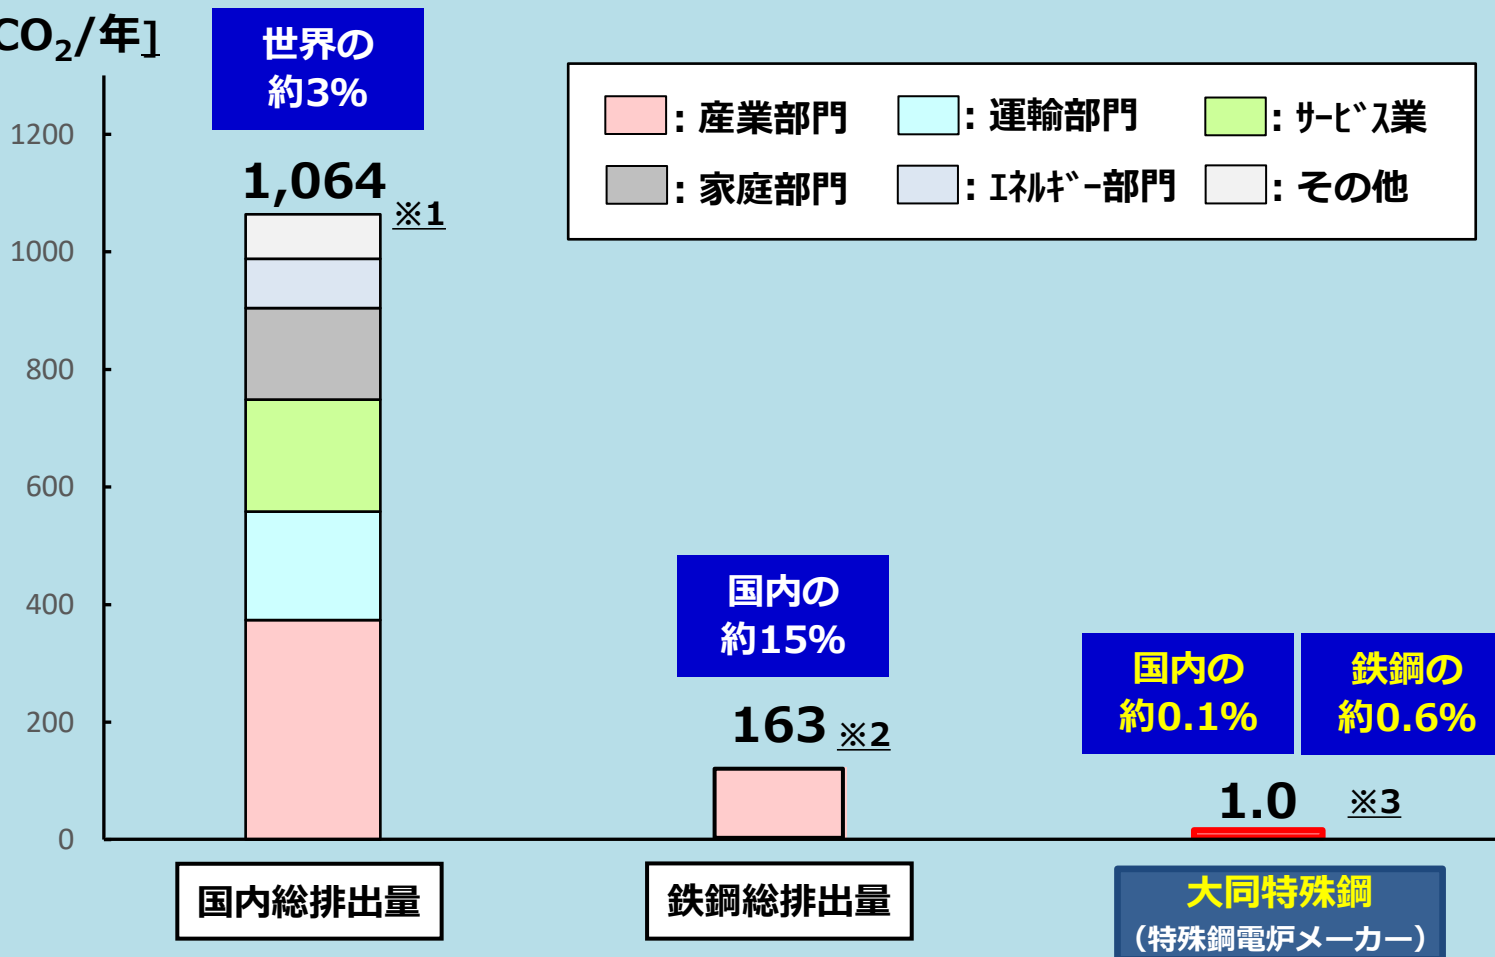 CO₂/年]
世界の
約3%
1200
1000
800
600
400
200
0
1,064
※1
: 産業部門
: 運輸部門
: ｻｰﾋﾞｽ業
: 家庭部門
: ｴﾈﾙｷﾞｰ部門
: その他
国内の
約15%
163 ※2
国内の
約0.1%
鉄鋼の
約0.6%
1.0 ※3
国内総排出量
鉄鋼総排出量
大同特殊鋼
（特殊鋼電炉メーカー）